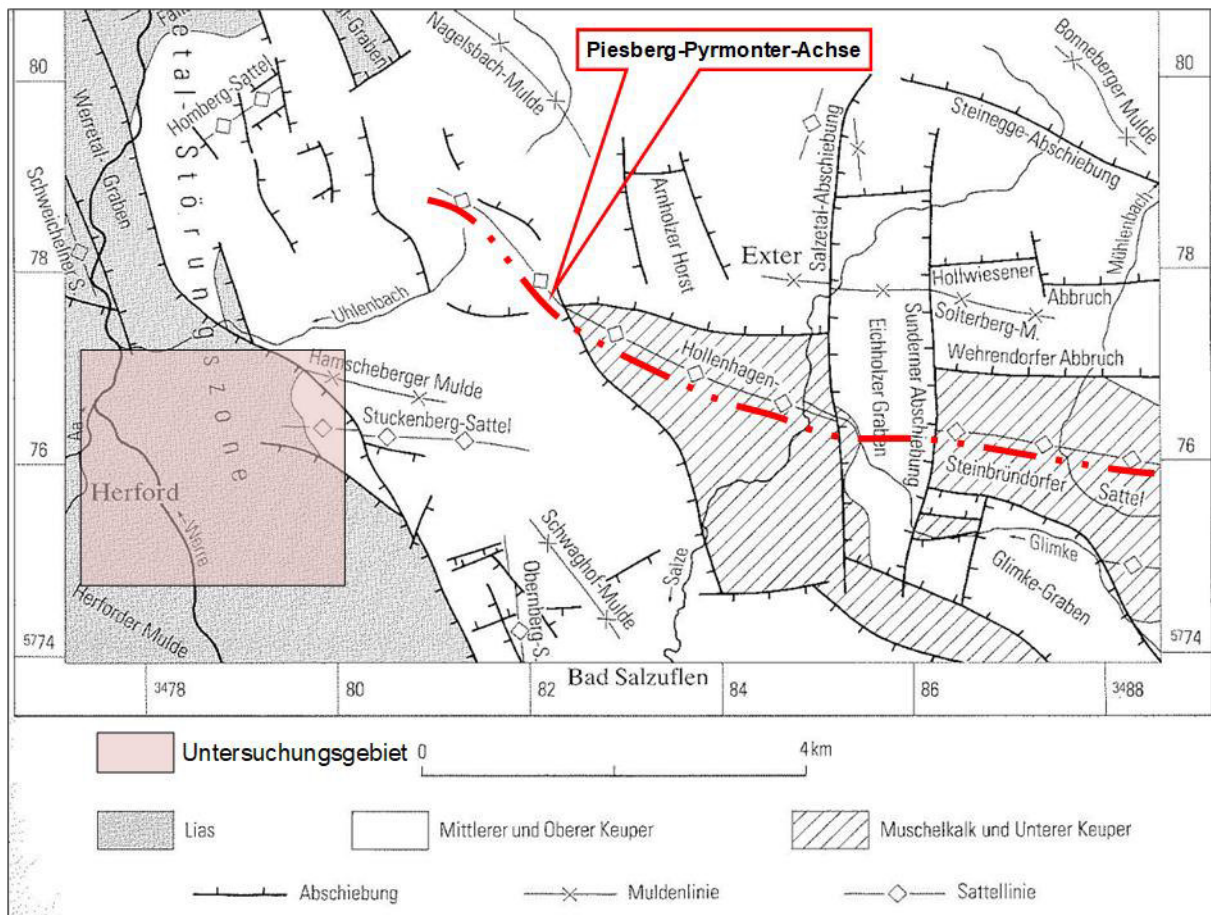 Piesberg-Pyrmonter-Achse
80
80
78
78
76
76
5774
5774
3478
80
82
84
86
3488
Werretal-Graben
etal-Störungszone
Homberg-Sattel
Nagelsbach-Mulde
Bonneberger Mulde
Steinegge-Abschiebung
Schweichelner S.
Arnholzer Horst
Salzetal-Abschiebung
Mühlenbach
Exter
Hollwiesener
Abbruch
Solterberg-M.
Uhlenbach
Wehrendorfer Abbruch
Hamscheberger Mulde
Hollenhagen-
Eichholzer Graben
Sunderner Abschiebung
Stuckenberg-Sattel
Steinbründorfer
Sattel
Aa
Herford
Werre
Schwaghof-Mulde
Obernberg-S.
Salze
Glimke
Glimke-Graben
Herforder Mulde
Bad Salzuflen
Untersuchungsgebiet
0
4 km
Lias
Mittlerer und Oberer Keuper
Muschelkalk und Unterer Keuper
Abschiebung
Muldenlinie
Sattellinie